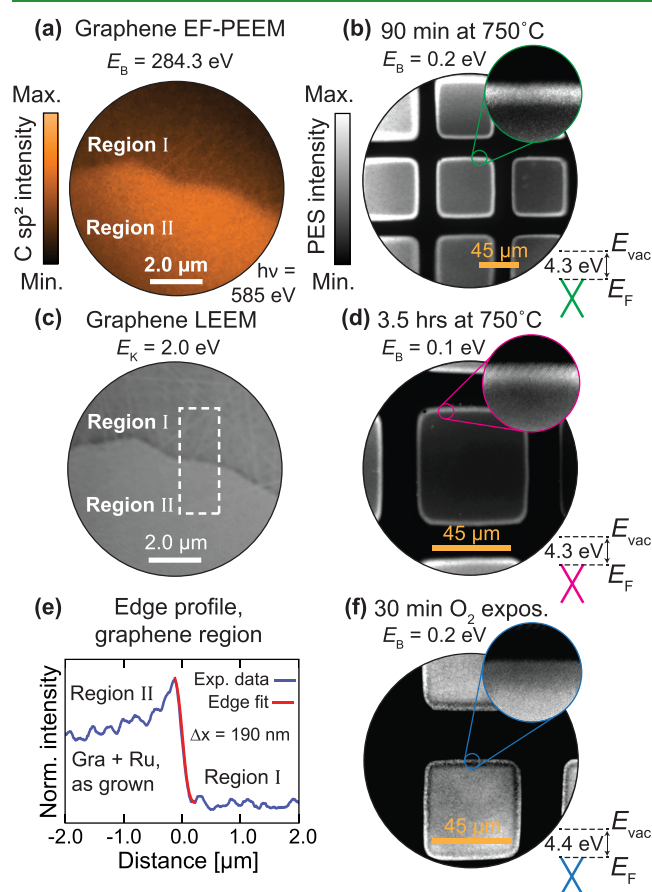 (a) Graphene EF-PEEM
E_B = 284.3 eV
Max.
C sp² intensity
Min.
Region I
Region II
2.0 µm
hν =
585 eV
(b) 90 min at 750˚C
E_B = 0.2 eV
Max.
PES intensity
Min.
45 µm
E_vac
4.3 eV
E_F
(c) Graphene LEEM
E_K = 2.0 eV
Region I
Region II
2.0 µm
(d) 3.5 hrs at 750˚C
E_B = 0.1 eV
45 µm
E_vac
4.3 eV
E_F
(e) Edge profile,
graphene region
Norm. intensity
Region II
Exp. data
Edge fit
Δx = 190 nm
Gra + Ru,
as grown
Region I
-2.0 -1.0 0.0 1.0 2.0
Distance [µm]
(f) 30 min O₂ expos.
E_B = 0.2 eV
45 µm
E_vac
4.4 eV
E_F